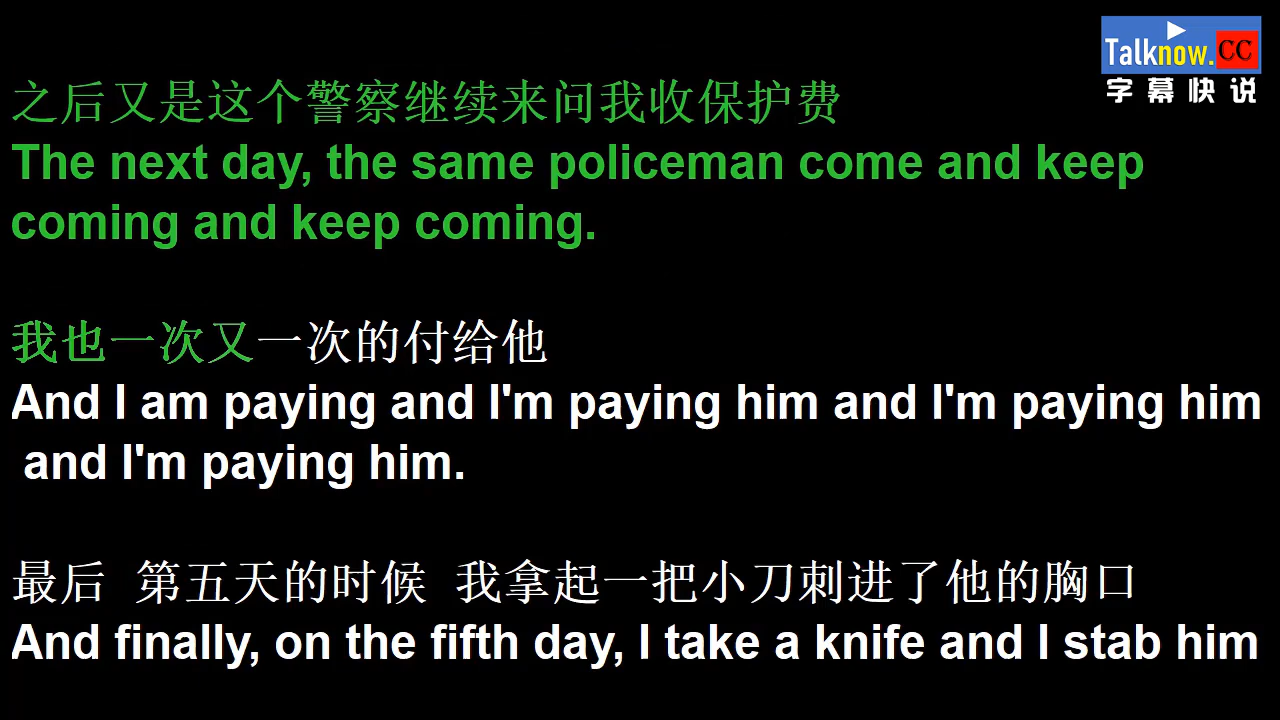 Talknow.CC
字幕快说
之后又是这个警察继续来问我收保护费
The next day, the same policeman come and keep
coming and keep coming.
我也一次又一次的付给他
And I am paying and I'm paying him and I'm paying him
and I'm paying him.
最后 第五天的时候 我拿起一把小刀刺进了他的胸口
And finally, on the fifth day, I take a knife and I stab him